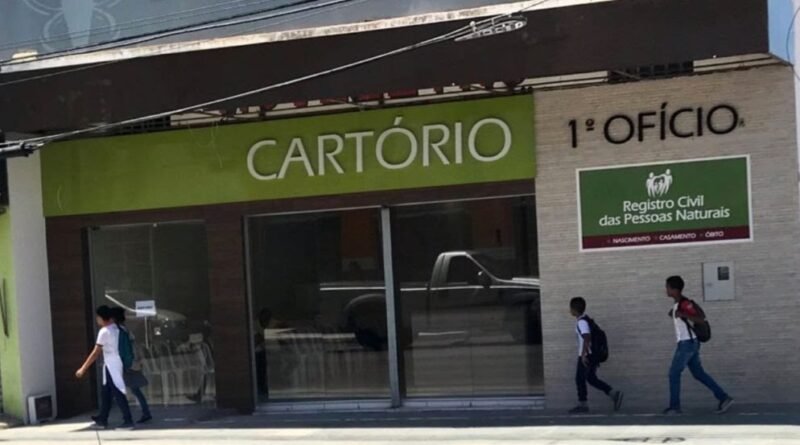 CARTÓRIO
1º OFÍCIO
Registro Civil
das Pessoas Naturais
NASCIMENTO CASAMENTO ÓBITO